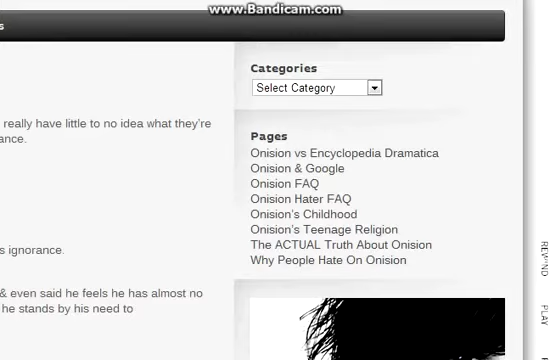 www.Bandicam.com
s
Categories
Select Category
really have little to no idea what they're
ance.
Pages
Onision vs Encyclopedia Dramatica
Onision & Google
Onision FAQ
Onision Hater FAQ
Onision's Childhood
Onision's Teenage Religion
The ACTUAL Truth About Onision
Why People Hate On Onision
s ignorance.
& even said he feels he has almost no
he stands by his need to
REWIND
PLAY